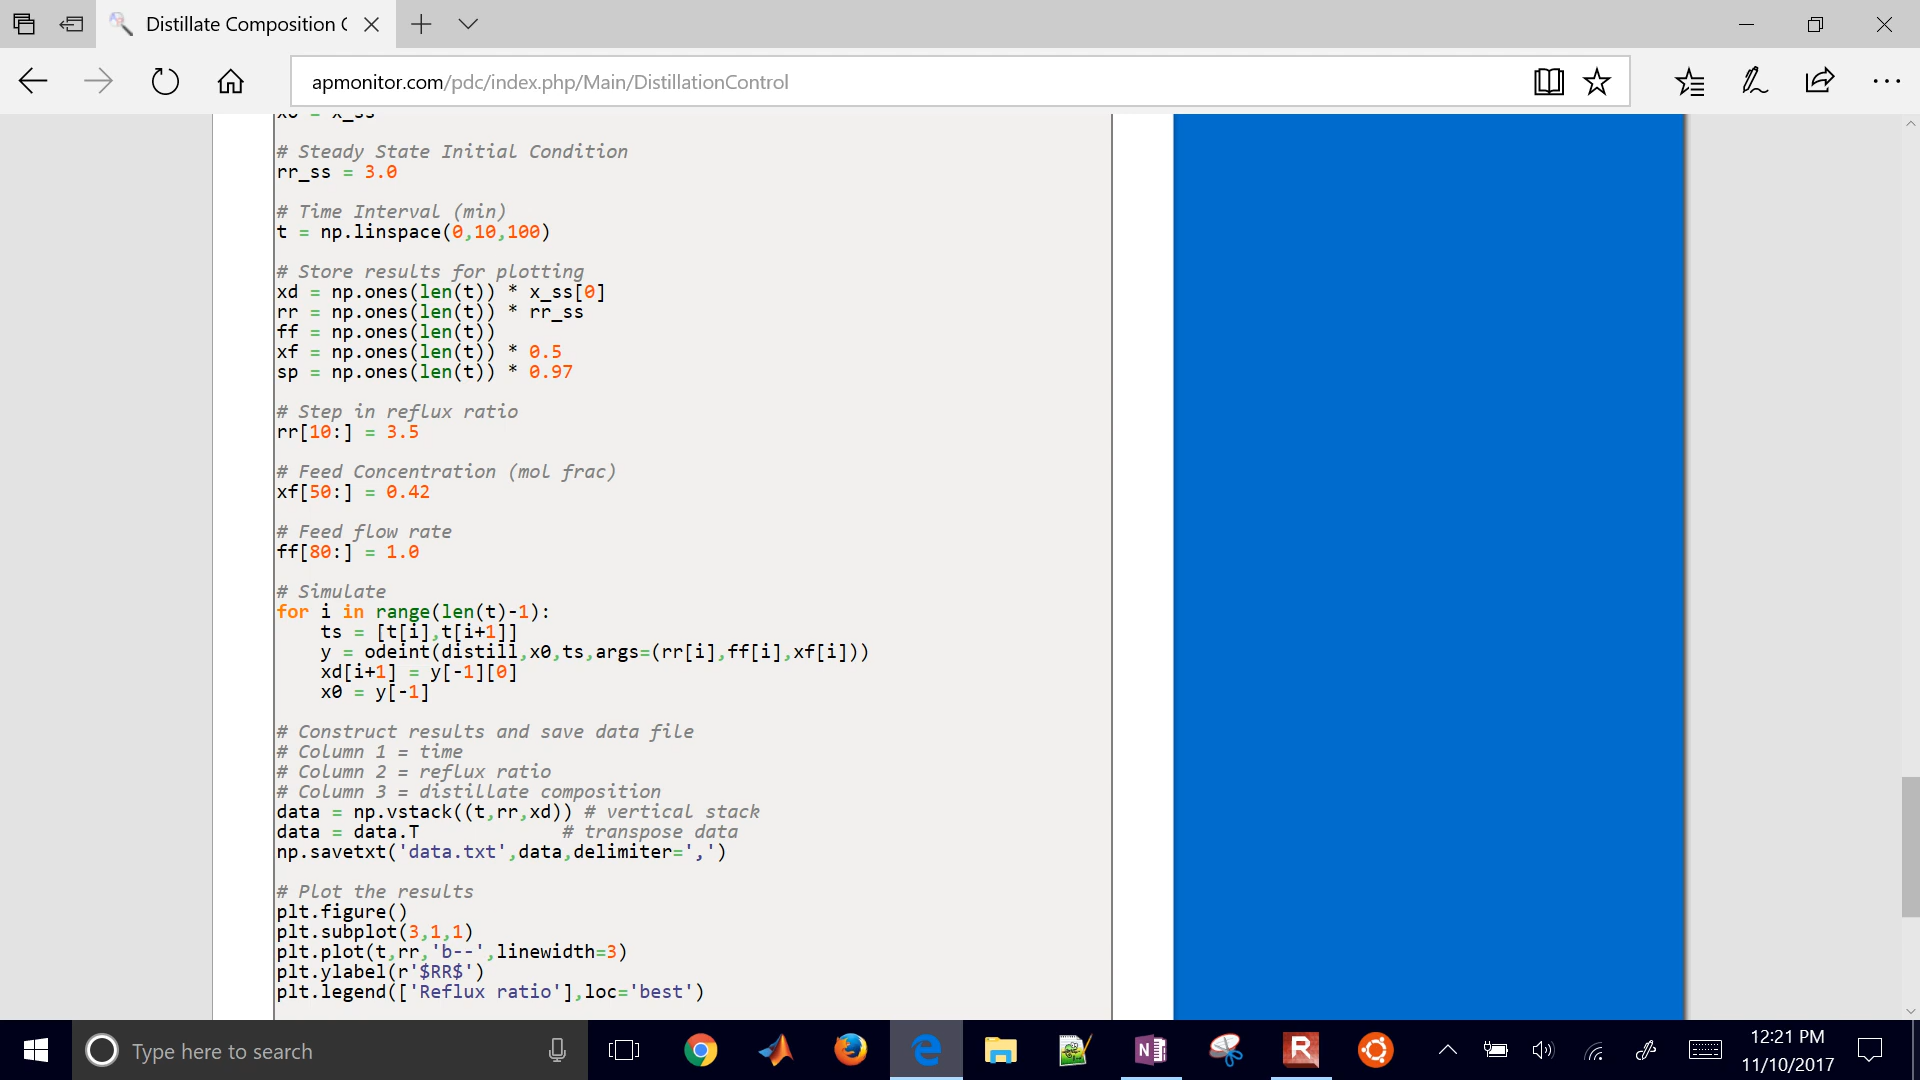 Distillate Composition C
apmonitor.com/pdc/index.php/Main/DistillationControl
x0 = x_ss
# Steady State Initial Condition
rr_ss = 3.0
# Time Interval (min)
t = np.linspace(0,10,100)
# Store results for plotting
xd = np.ones(len(t)) * x_ss[0]
rr = np.ones(len(t)) * rr_ss
ff = np.ones(len(t))
xf = np.ones(len(t)) * 0.5
sp = np.ones(len(t)) * 0.97
# Step in reflux ratio
rr[10:] = 3.5
# Feed Concentration (mol frac)
xf[50:] = 0.42
# Feed flow rate
ff[80:] = 1.0
# Simulate
for i in range(len(t)-1):
    ts = [t[i],t[i+1]]
    y = odeint(distill,x0,ts,args=(rr[i],ff[i],xf[i]))
    xd[i+1] = y[-1][0]
    x0 = y[-1]
# Construct results and save data file
# Column 1 = time
# Column 2 = reflux ratio
# Column 3 = distillate composition
data = np.vstack((t,rr,xd)) # vertical stack
data = data.T             # transpose data
np.savetxt('data.txt',data,delimiter=',')
# Plot the results
plt.figure()
plt.subplot(3,1,1)
plt.plot(t,rr,'b--',linewidth=3)
plt.ylabel(r'$RR$')
plt.legend(['Reflux ratio'],loc='best')
Type here to search
N
R
12:21 PM
11/10/2017